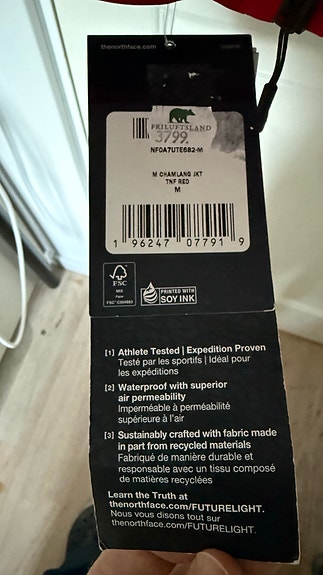 thenorthface.com
FRILUFTSLAND
3799.
NF0A7UTE682-M
M CHAMLANG JKT
TNF RED
M
1 96247 07791 9
FSC
MIX
Paper
PRINTED WITH
SOY INK
[1] Athlete Tested | Expedition Proven
Testé par les sportifs | Idéal pour
les expéditions
[2] Waterproof with superior
air permeability
Imperméable à perméabilité
supérieure à l'air
[3] Sustainably crafted with fabric made
in part from recycled materials
Fabriqué de manière durable et
responsable avec un tissu composé
de matières recyclées
Learn the Truth at
thenorthface.com/FUTURELIGHT.
Nous vous disons tout sur
thenorthface.com/FUTURELIGHT.